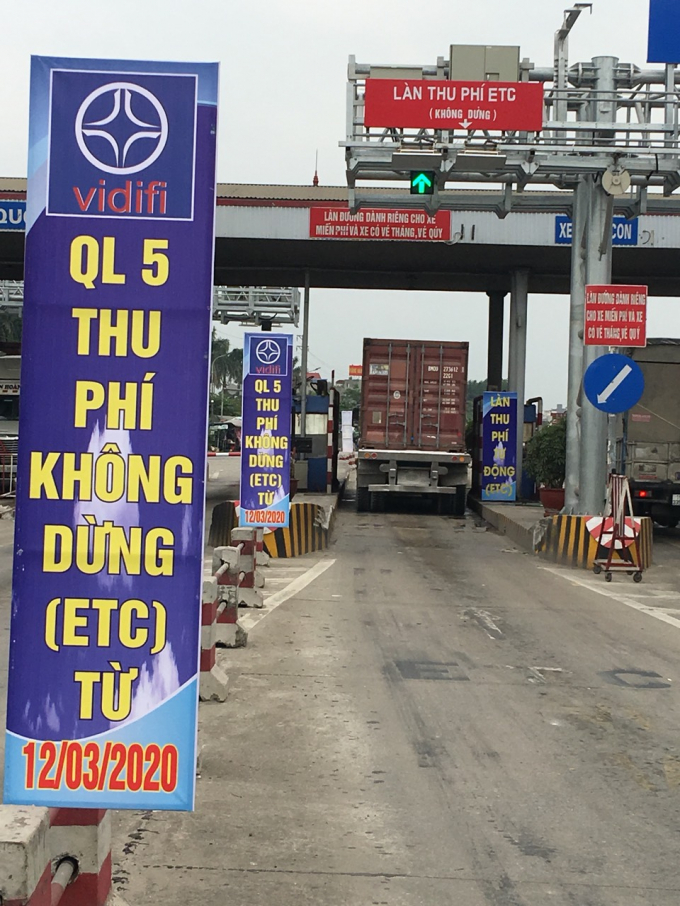 vidifi
QL 5
THU
PHÍ
KHÔNG
DỪNG
(ETC)
TỪ
12/03/2020
LÀN THU PHÍ ETC
( KHÔNG DỪNG )
LÀN ĐƯỜNG DÀNH RIÊNG CHO XE
MIỄN PHÍ VÀ XE CÓ VÉ THÁNG, VÉ QÚY
XE
CON
LÀN ĐƯỜNG DÀNH RIÊNG
CHO XE MIỄN PHÍ VÀ XE
CÓ VÉ THÁNG, VÉ QUÝ
vidifi
QL 5
THU
PHÍ
KHÔNG
DỪNG
(ETC)
TỪ
12/03/2020
LÀN
THU
PHÍ
ĐỘNG
(ETC)
E T C